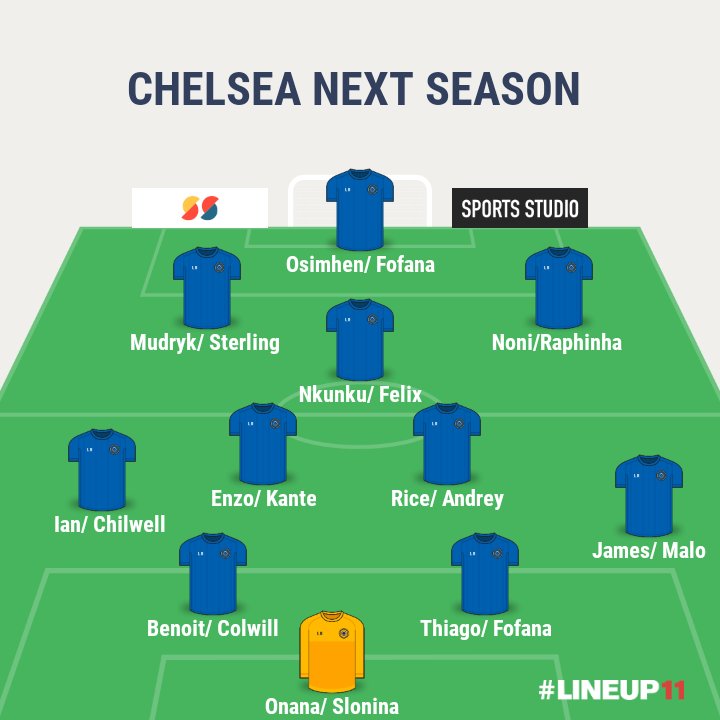 CHELSEA NEXT SEASON
SPORTS STUDIO
Osimhen/ Fofana
Mudryk/ Sterling
Noni/Raphinha
Nkunku/ Felix
Enzo/ Kante
Rice/ Andrey
Ian/ Chilwell
James/ Malo
Benoit/ Colwill
Thiago/ Fofana
Onana/ Slonina
#LINEUP11